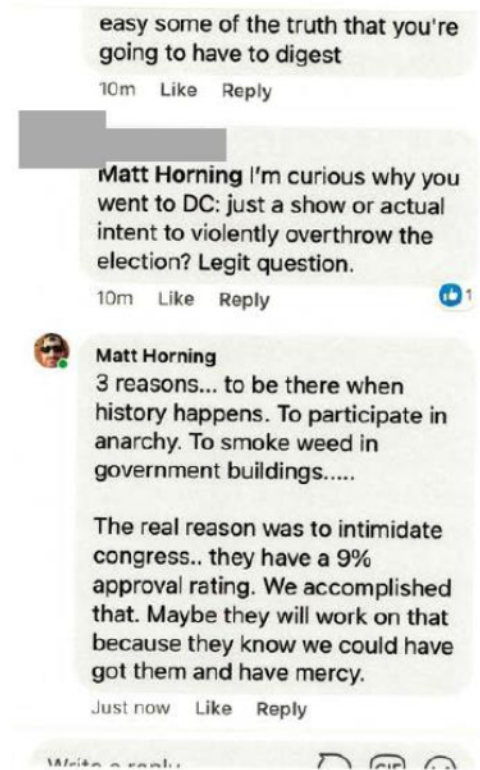 easy some of the truth that you're
going to have to digest
10m Like Reply
Matt Horning I'm curious why you
went to DC: just a show or actual
intent to violently overthrow the
election? Legit question.
10m Like Reply
1
Matt Horning
3 reasons... to be there when
history happens. To participate in
anarchy. To smoke weed in
government buildings.....
The real reason was to intimidate
congress.. they have a 9%
approval rating. We accomplished
that. Maybe they will work on that
because they know we could have
got them and have mercy.
Just now Like Reply
Write a reply
GIF